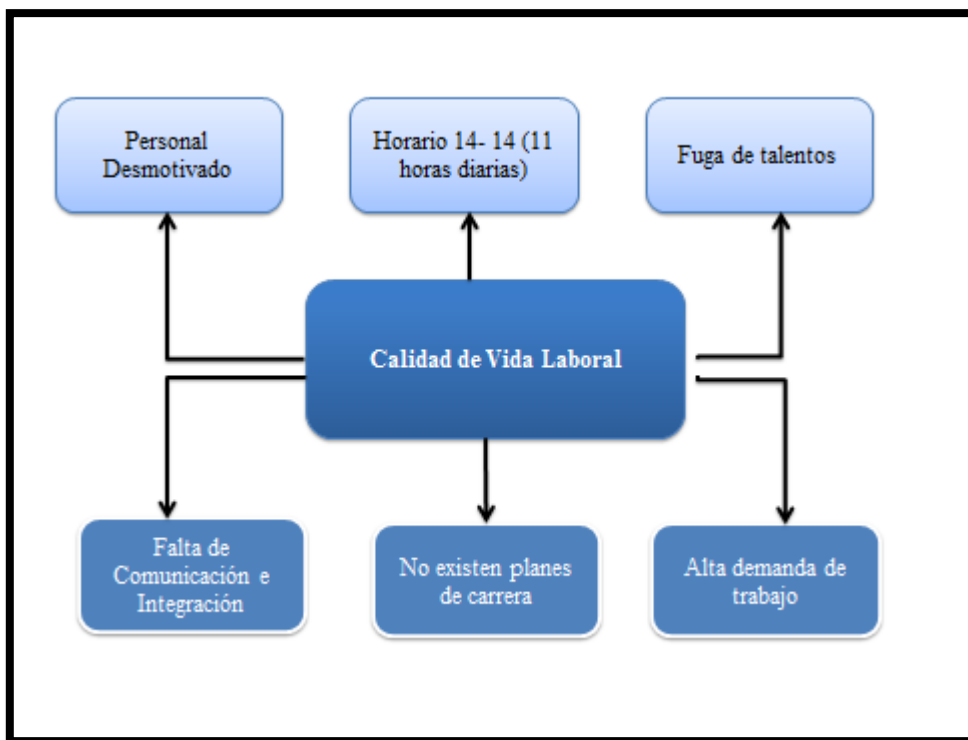 Personal
Desmotivado
Horario 14- 14 (11
horas diarias)
Fuga de talentos
Calidad de Vida Laboral
Falta de
Comunicación e
Integración
No existen planes
de carrera
Alta demanda de
trabajo